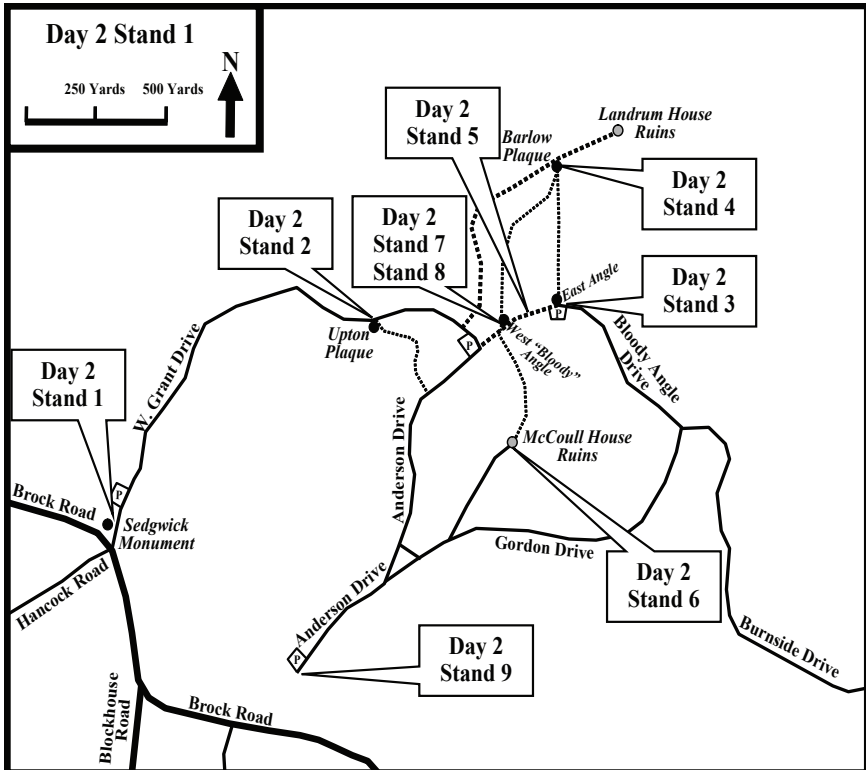 Day 2 Stand 1
N
250 Yards
500 Yards
Day 2
Stand 5
Landrum House
Ruins
Barlow
Plaque
Day 2
Stand 4
Day 2
Stand 2
Day 2
Stand 7
Stand 8
East Angle
Day 2
Stand 3
P
Upton
Plaque
P
West "Bloody"
Angle
Bloody Angle
Drive
W. Grant Drive
Day 2
Stand 1
Anderson Drive
McCoull House
Ruins
P
Brock Road
Sedgwick
Monument
Gordon Drive
Hancock Road
Day 2
Stand 6
Anderson Drive
P
Day 2
Stand 9
Burnside Drive
Blockhouse
Road
Brock Road